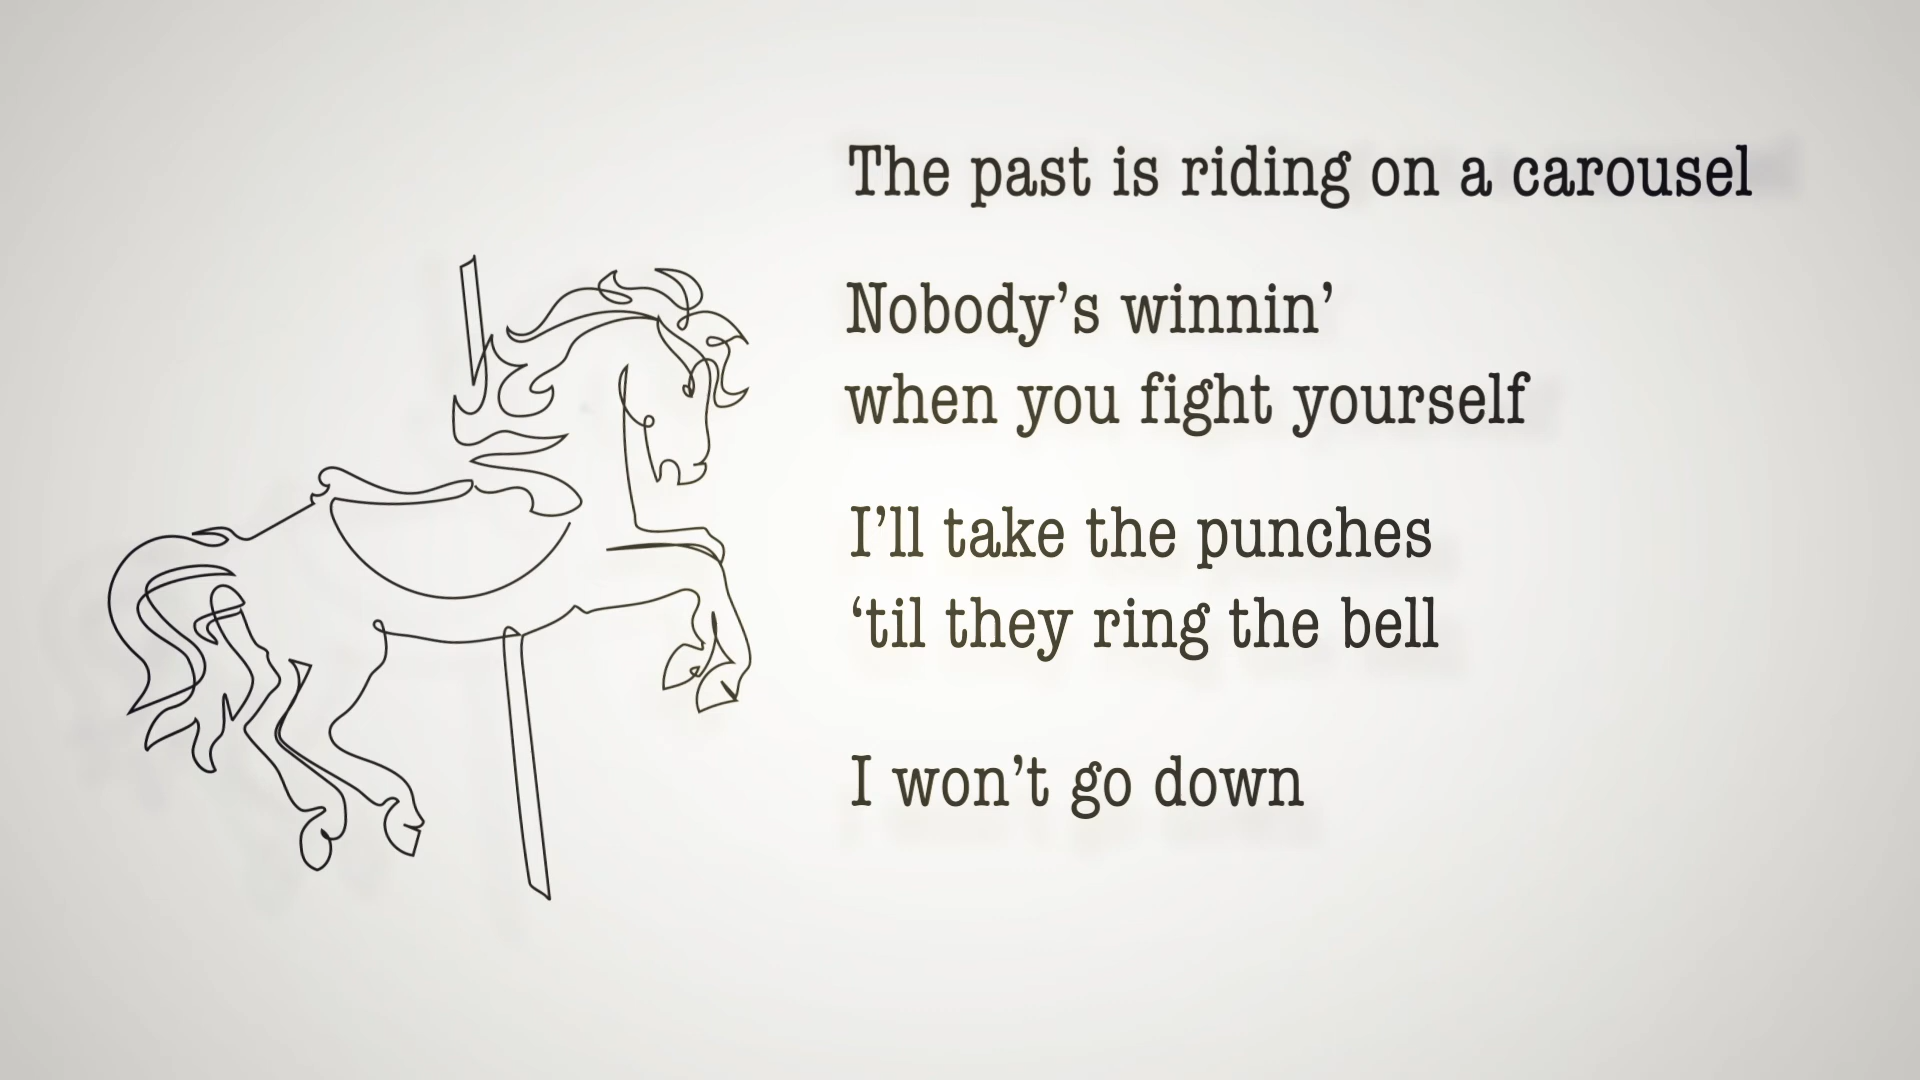 The past is riding on a carousel
Nobody’s winnin’
when you fight yourself
I’ll take the punches
‘til they ring the bell
I won’t go down